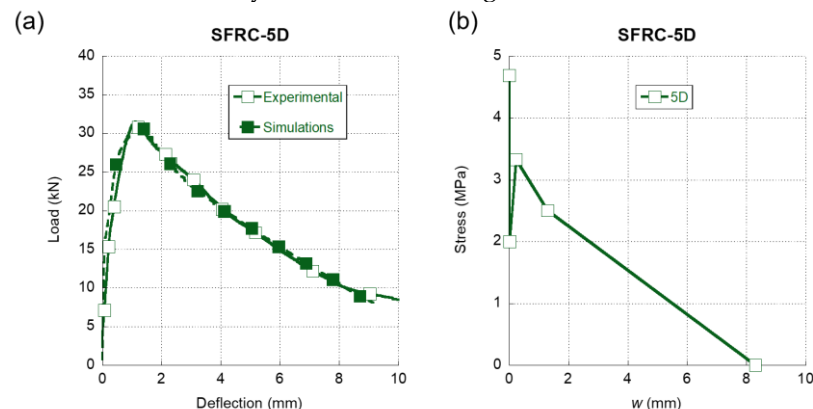 (a)
SFRC-5D
40
35
30
25
20
15
10
5
0
Load (kN)
Experimental
Simulations
0 2 4 6 8 10
Deflection (mm)
(b)
SFRC-5D
5
4
3
2
1
0
Stress (MPa)
5D
0 2 4 6 8 10
w (mm)